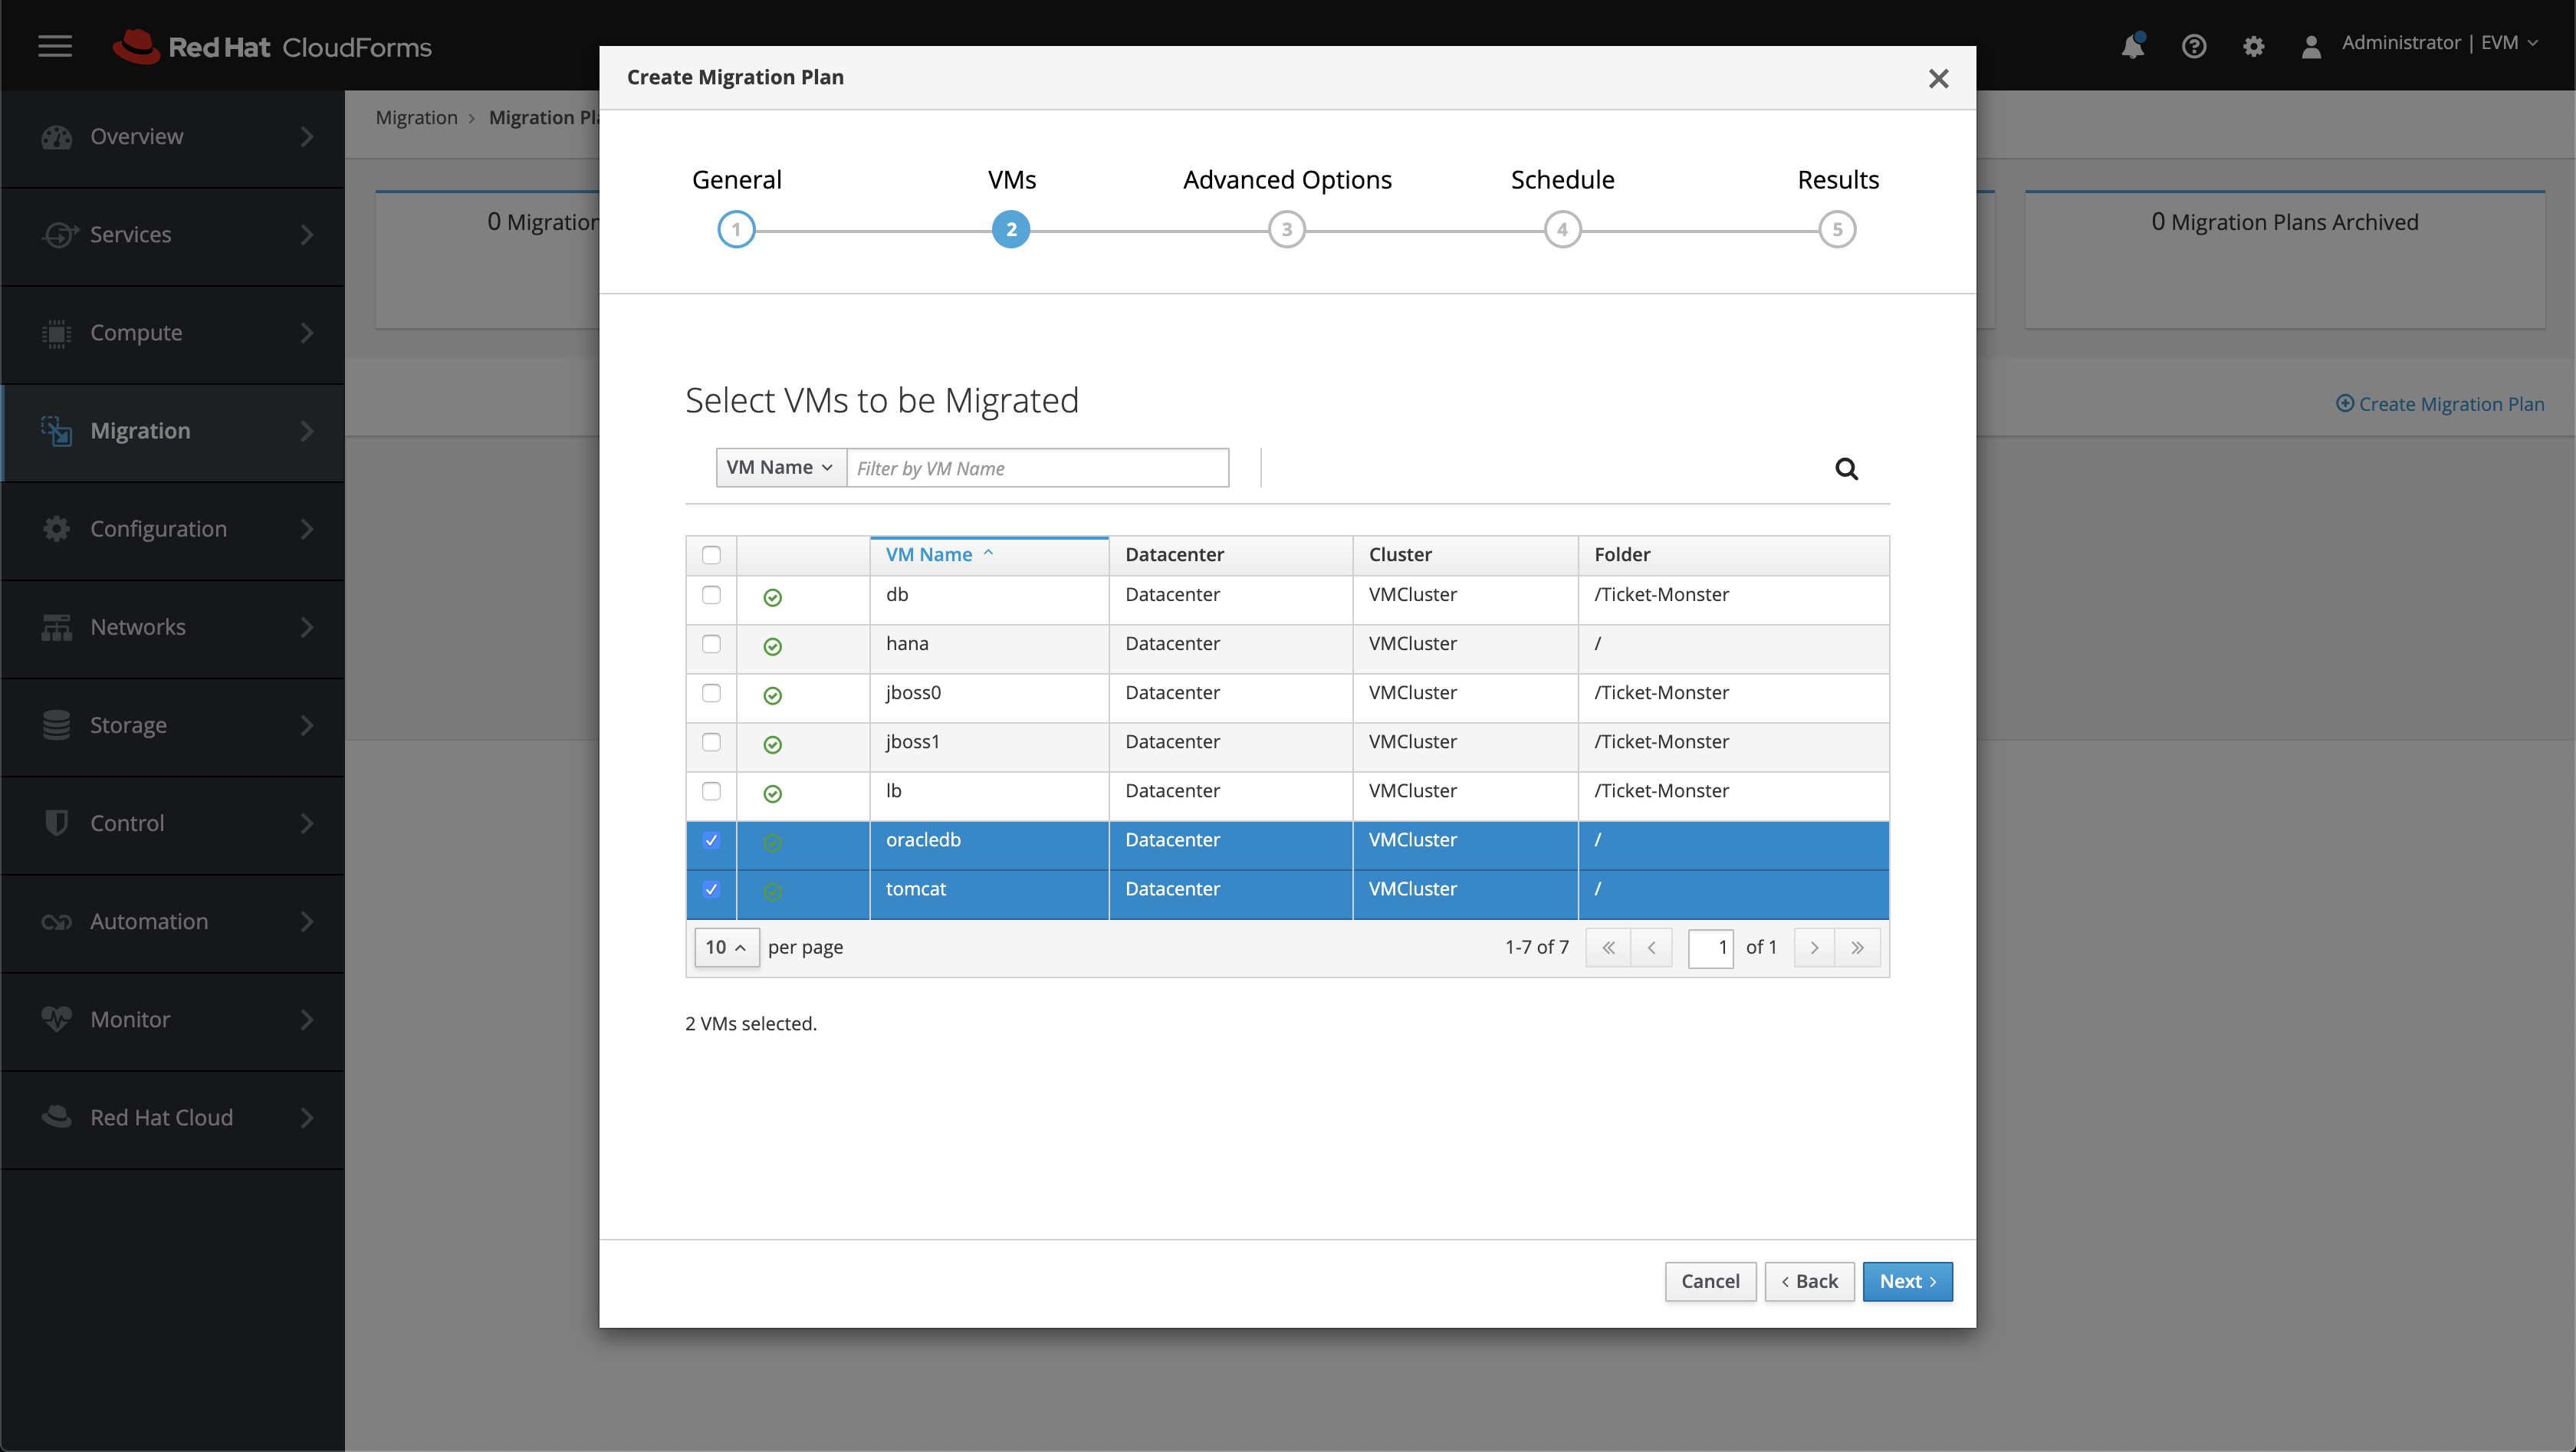 Red Hat CloudForms
Administrator | EVM
Overview
Services
Compute
Migration
Configuration
Networks
Storage
Control
Automation
Monitor
Red Hat Cloud
Migration > Migration Pl
0 Migration
0 Migration Plans Archived
Create Migration Plan
Create Migration Plan
General VMs Advanced Options Schedule Results
1 2 3 4 5
Select VMs to be Migrated
VM Name Filter by VM Name
VM Name Datacenter Cluster Folder
db Datacenter VMCluster /Ticket-Monster
hana Datacenter VMCluster /
jboss0 Datacenter VMCluster /Ticket-Monster
jboss1 Datacenter VMCluster /Ticket-Monster
lb Datacenter VMCluster /Ticket-Monster
oracledb Datacenter VMCluster /
tomcat Datacenter VMCluster /
10 per page 1-7 of 7 « < 1 of 1 > »
2 VMs selected.
Cancel < Back Next >